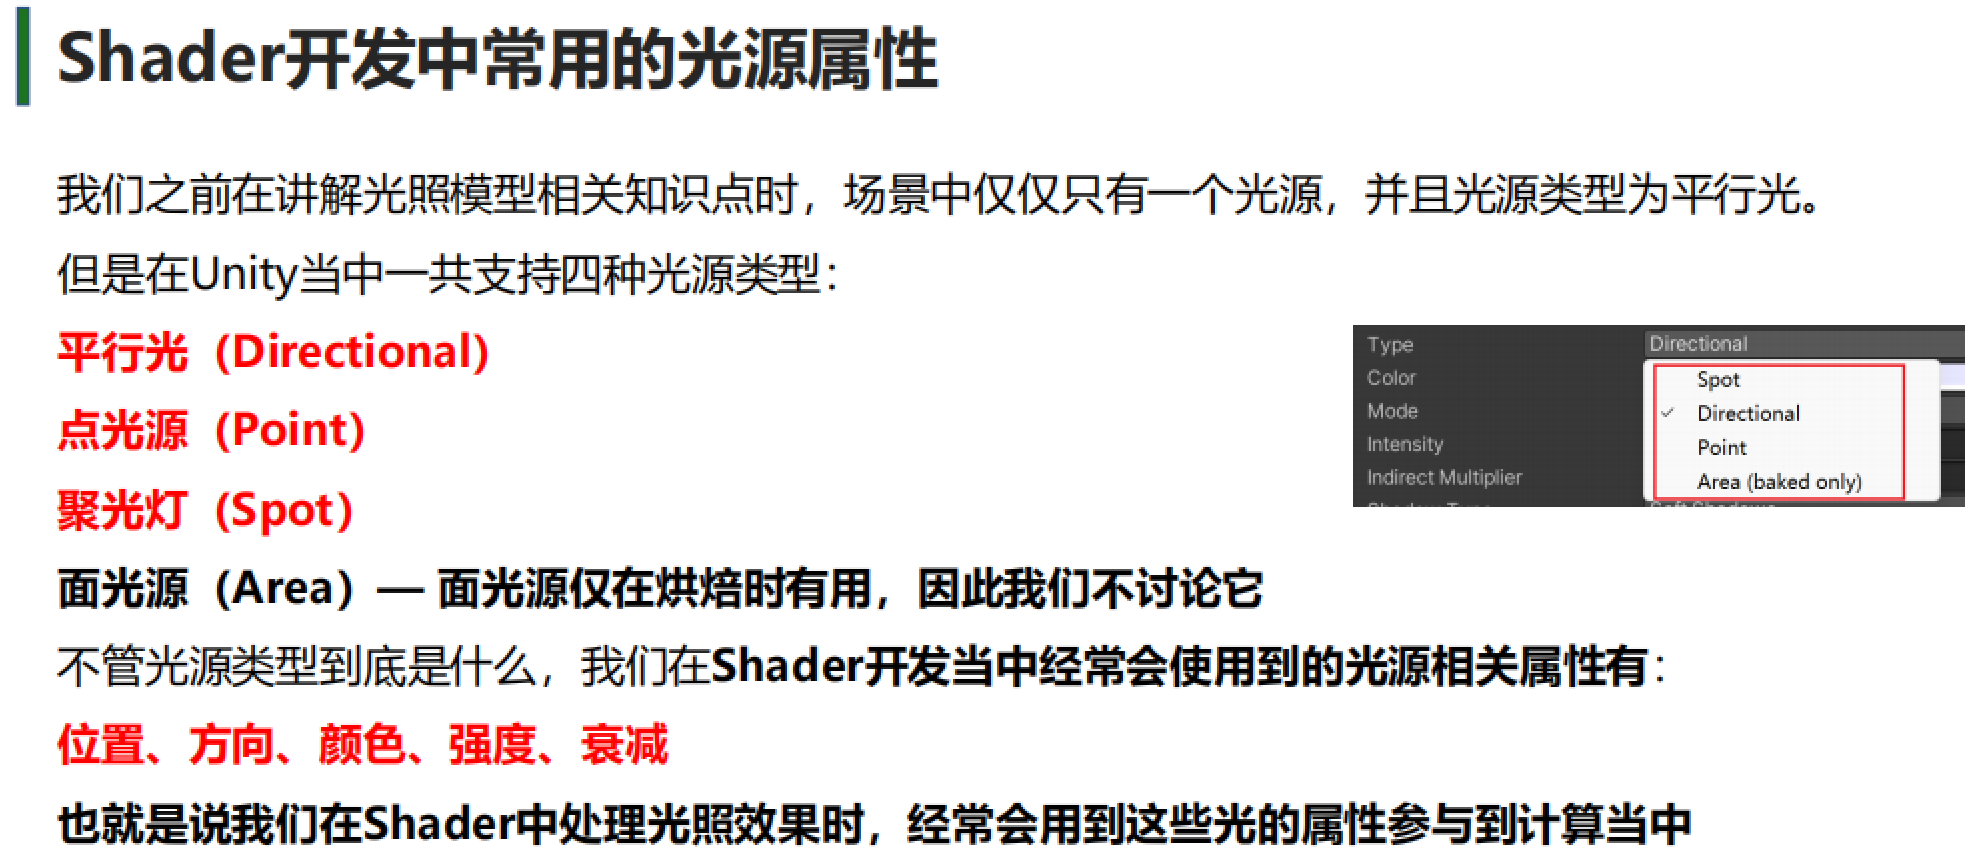 Shader开发中常用的光源属性
我们之前在讲解光照模型相关知识点时，场景中仅仅只有一个光源，并且光源类型为平行光。
但是在Unity当中一共支持四种光源类型：
平行光（Directional）
点光源（Point）
聚光灯（Spot）
Type
Directional
Color
Spot
Mode
✓ Directional
Intensity
Point
Indirect Multiplier
Area (baked only)
面光源（Area）— 面光源仅在烘焙时有用，因此我们不讨论它
不管光源类型到底是什么，我们在Shader开发当中经常会使用到的光源相关属性有：
位置、方向、颜色、强度、衰减
也就是说我们在Shader中处理光照效果时，经常会用到这些光的属性参与到计算当中